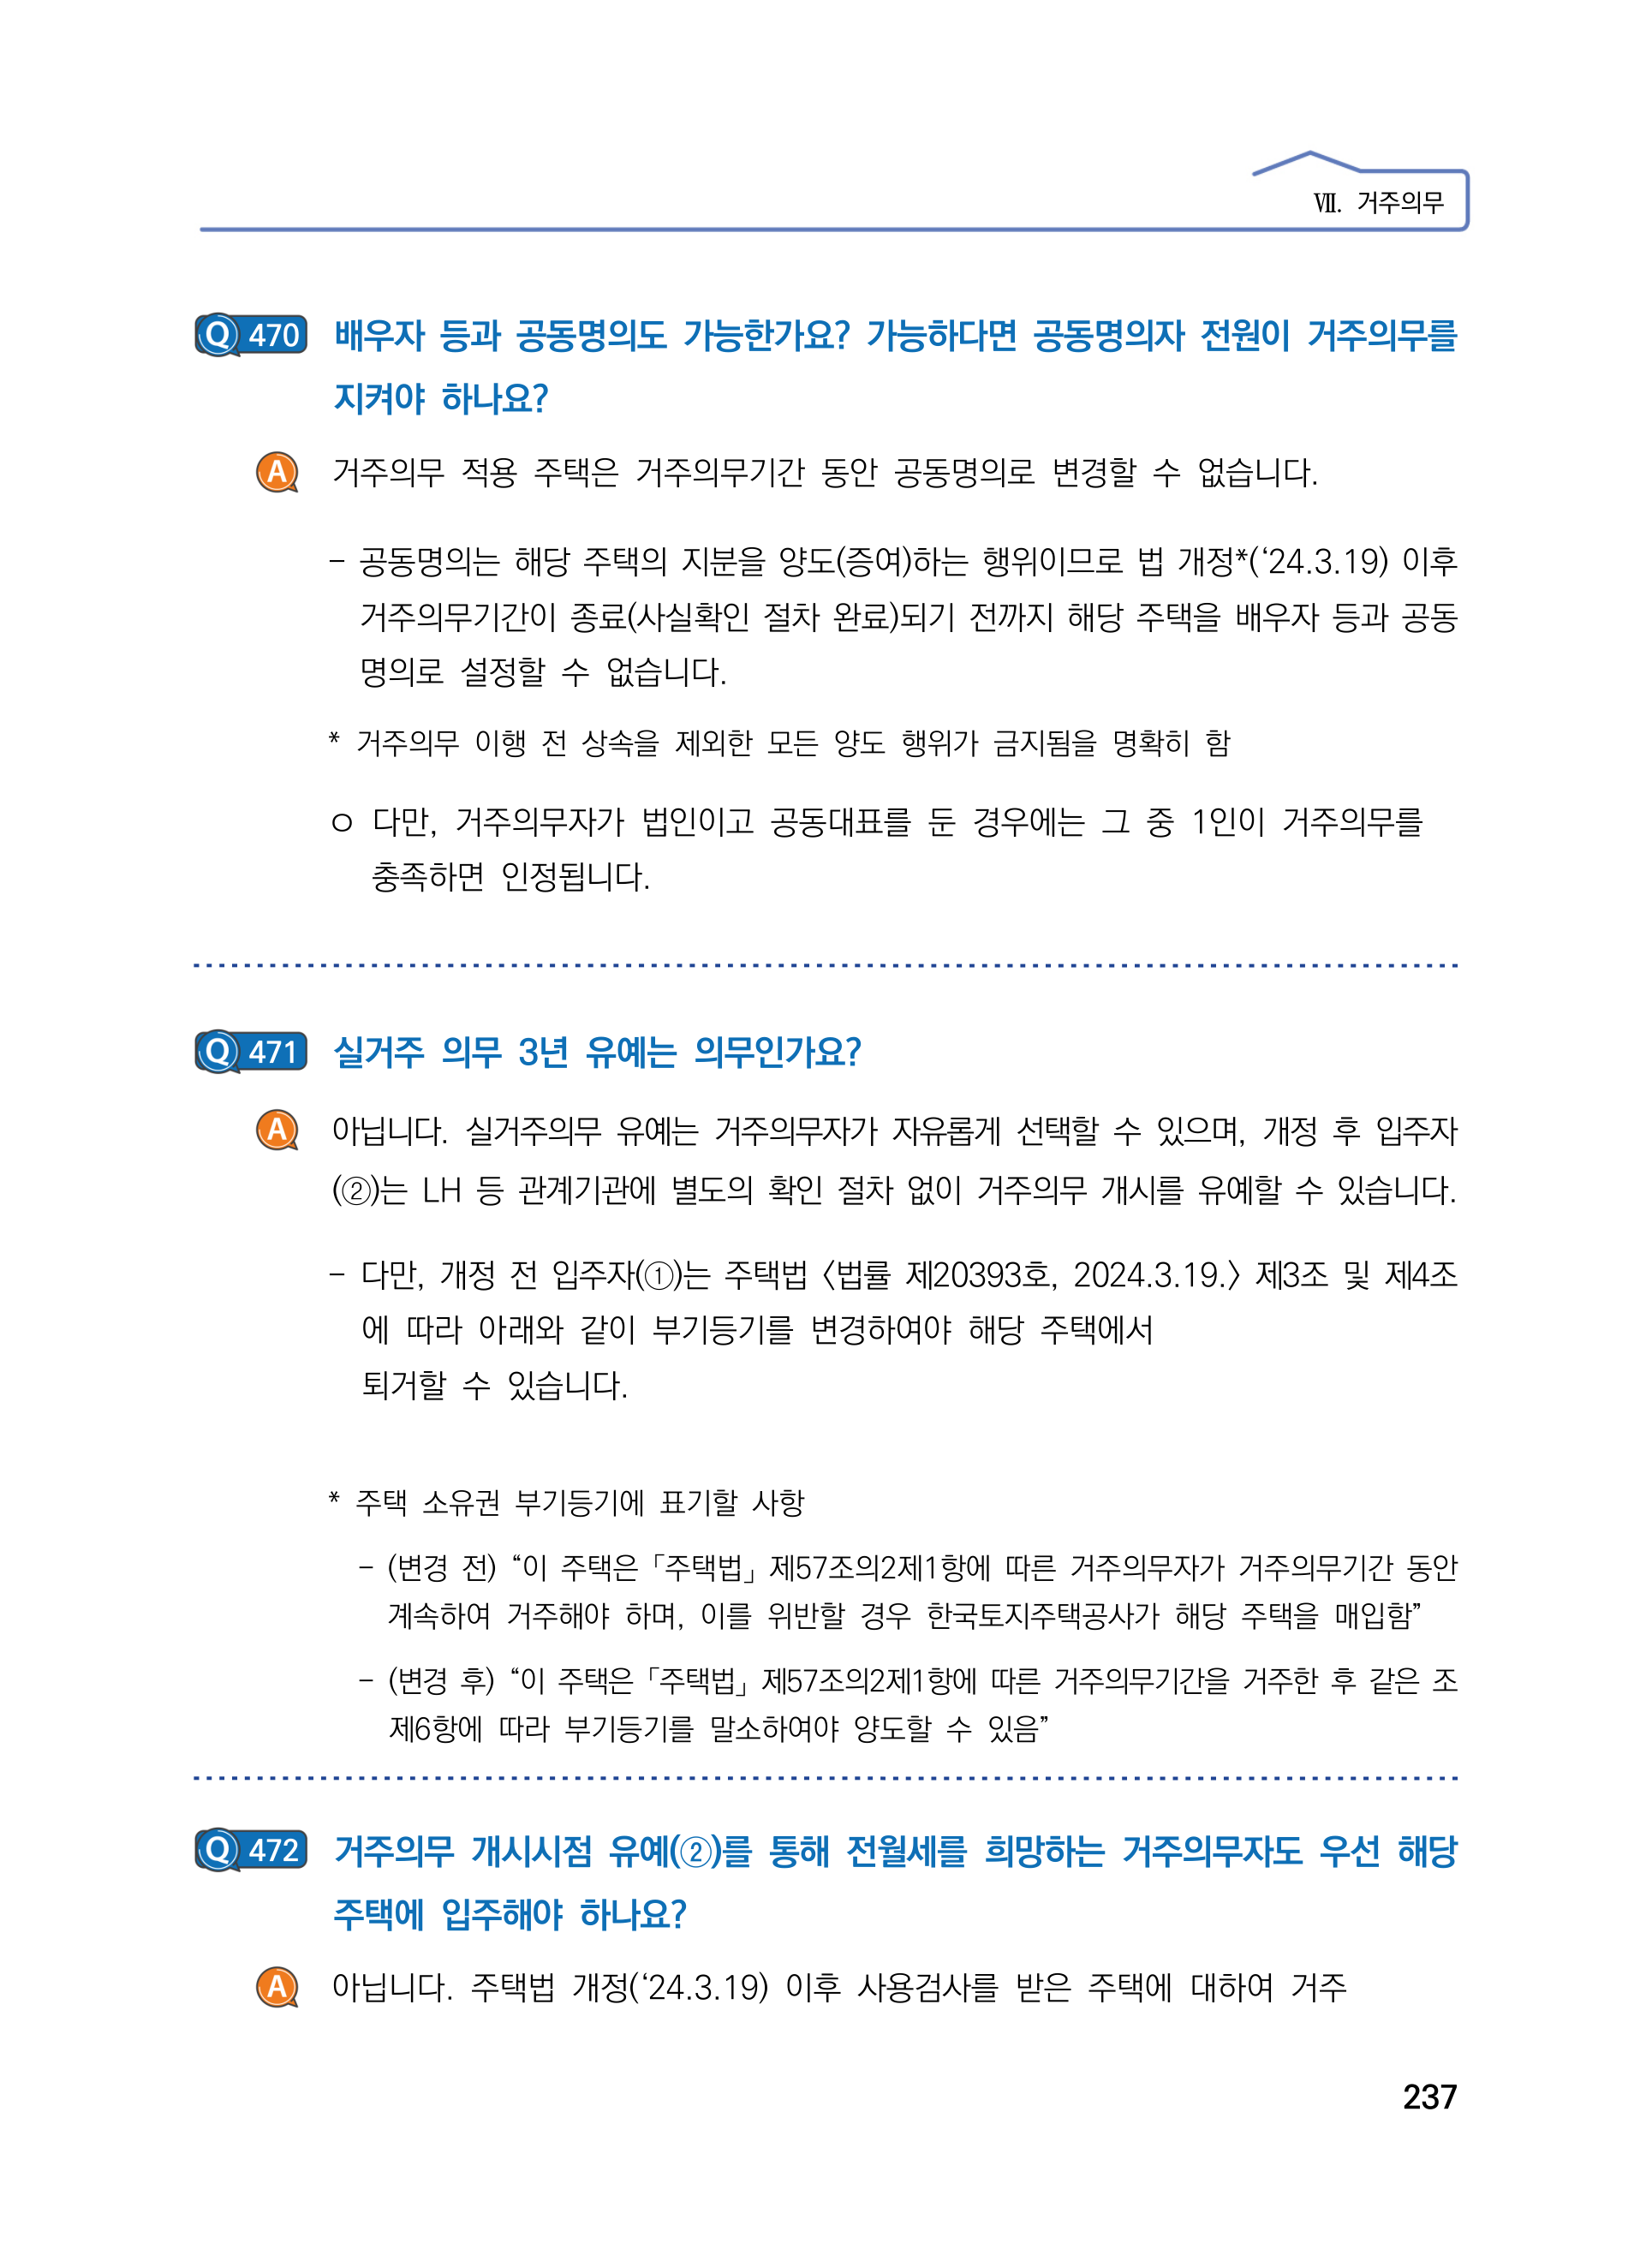 Ⅶ. 거주의무
Q 470 배우자 등과 공동명의도 가능한가요? 가능하다면 공동명의자 전원이 거주의무를
지켜야 하나요?
A 거주의무 적용 주택은 거주의무기간 동안 공동명의로 변경할 수 없습니다.
- 공동명의는 해당 주택의 지분을 양도(증여)하는 행위이므로 법 개정*(‘24.3.19) 이후
거주의무기간이 종료(사실확인 절차 완료)되기 전까지 해당 주택을 배우자 등과 공동
명의로 설정할 수 없습니다.
* 거주의무 이행 전 상속을 제외한 모든 양도 행위가 금지됨을 명확히 함
ㅇ 다만, 거주의무자가 법인이고 공동대표를 둔 경우에는 그 중 1인이 거주의무를
충족하면 인정됩니다.
Q 471 실거주 의무 3년 유예는 의무인가요?
A 아닙니다. 실거주의무 유예는 거주의무자가 자유롭게 선택할 수 있으며, 개정 후 입주자
(②)는 LH 등 관계기관에 별도의 확인 절차 없이 거주의무 개시를 유예할 수 있습니다.
- 다만, 개정 전 입주자(①)는 주택법 〈법률 제20393호, 2024.3.19.〉 제3조 및 제4조
에 따라 아래와 같이 부기등기를 변경하여야 해당 주택에서
퇴거할 수 있습니다.
* 주택 소유권 부기등기에 표기할 사항
- (변경 전) “이 주택은「주택법」제57조의2제1항에 따른 거주의무자가 거주의무기간 동안
계속하여 거주해야 하며, 이를 위반할 경우 한국토지주택공사가 해당 주택을 매입함”
- (변경 후) “이 주택은「주택법」제57조의2제1항에 따른 거주의무기간을 거주한 후 같은 조
제6항에 따라 부기등기를 말소하여야 양도할 수 있음”
Q 472 거주의무 개시시점 유예(②)를 통해 전월세를 희망하는 거주의무자도 우선 해당
주택에 입주해야 하나요?
A 아닙니다. 주택법 개정(‘24.3.19) 이후 사용검사를 받은 주택에 대하여 거주
237